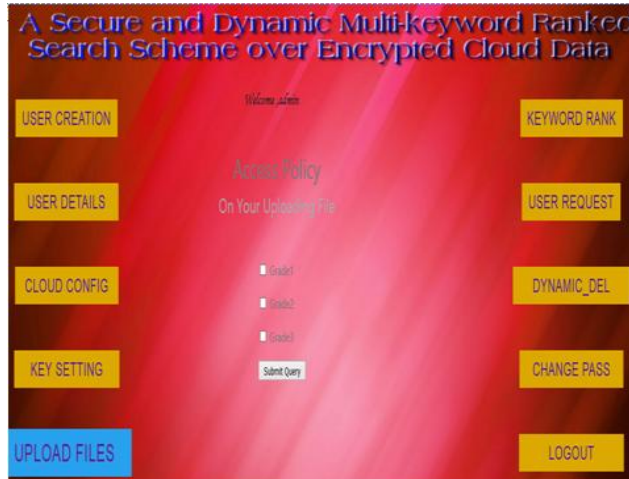 A Secure and Dynamic Multi-keyword Ranked
Search Scheme over Encrypted Cloud Data
Welcome ,admin
USER CREATION
USER DETAILS
CLOUD CONFIG
KEY SETTING
UPLOAD FILES
Access Policy
On Your Uploading File
Grade1
Grade2
Grade3
Submit Query
KEYWORD RANK
USER REQUEST
DYNAMIC_DEL
CHANGE PASS
LOGOUT